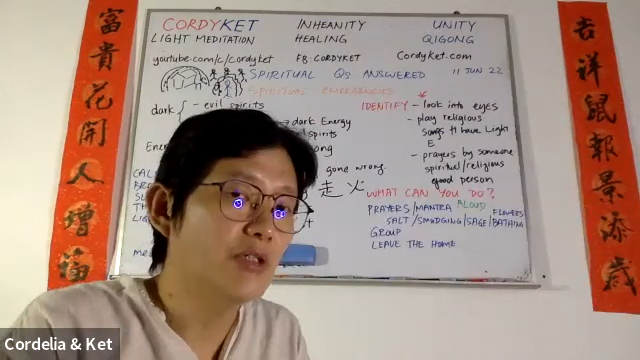 富貴花開人增福
CORDYKET INHEANITY UNITY
LIGHT MEDITATION HEALING QIGONG
youtube.com/c/cordyket FB: CORDYKET Cordyket.com
SPIRITUAL Qs ANSWERED 11 JUN 22
SPIRITUAL EMERGENCIES
dark - evil spirits
dark Energy
spirits
gone wrong
走火
IDENTIFY - look into eyes
- play religious
songs tt have Light
E
- prayers by someone
spiritual/religious
good person
WHAT CAN YOU DO?
PRAYERS/MANTRA ALOUD FLOWERS
SALT/SMUDGING/SAGE/BATHING
GROUP
LEAVE THE HOME
吉祥鼠報景添歲
Cordelia & Ket